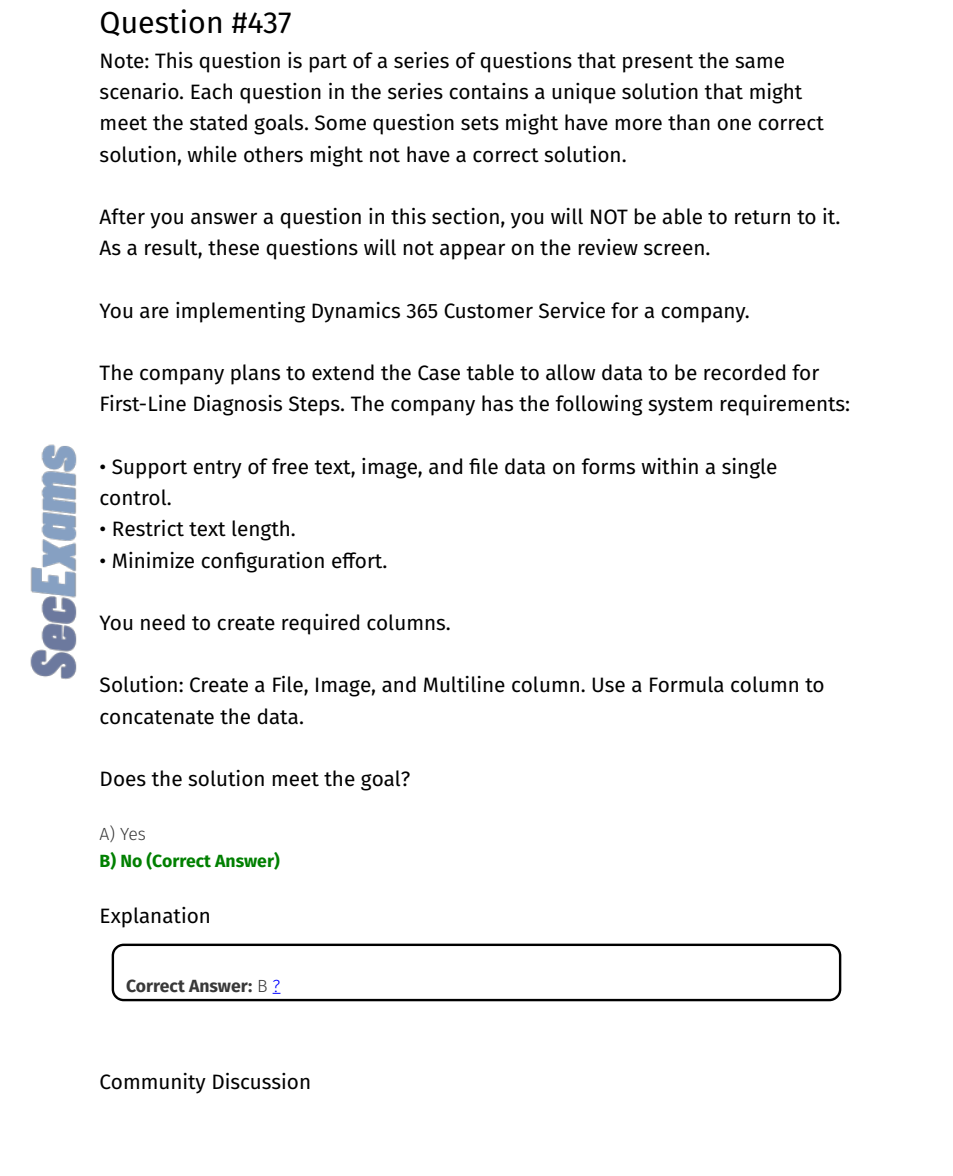 Question #437
Note: This question is part of a series of questions that present the same
scenario. Each question in the series contains a unique solution that might
meet the stated goals. Some question sets might have more than one correct
solution, while others might not have a correct solution.
After you answer a question in this section, you will NOT be able to return to it.
As a result, these questions will not appear on the review screen.
You are implementing Dynamics 365 Customer Service for a company.
The company plans to extend the Case table to allow data to be recorded for
First-Line Diagnosis Steps. The company has the following system requirements:
• Support entry of free text, image, and file data on forms within a single
control.
• Restrict text length.
• Minimize configuration effort.
You need to create required columns.
Solution: Create a File, Image, and Multiline column. Use a Formula column to
concatenate the data.
Does the solution meet the goal?
A) Yes
B) No (Correct Answer)
Explanation
Correct Answer: B ?
Community Discussion
SecExams